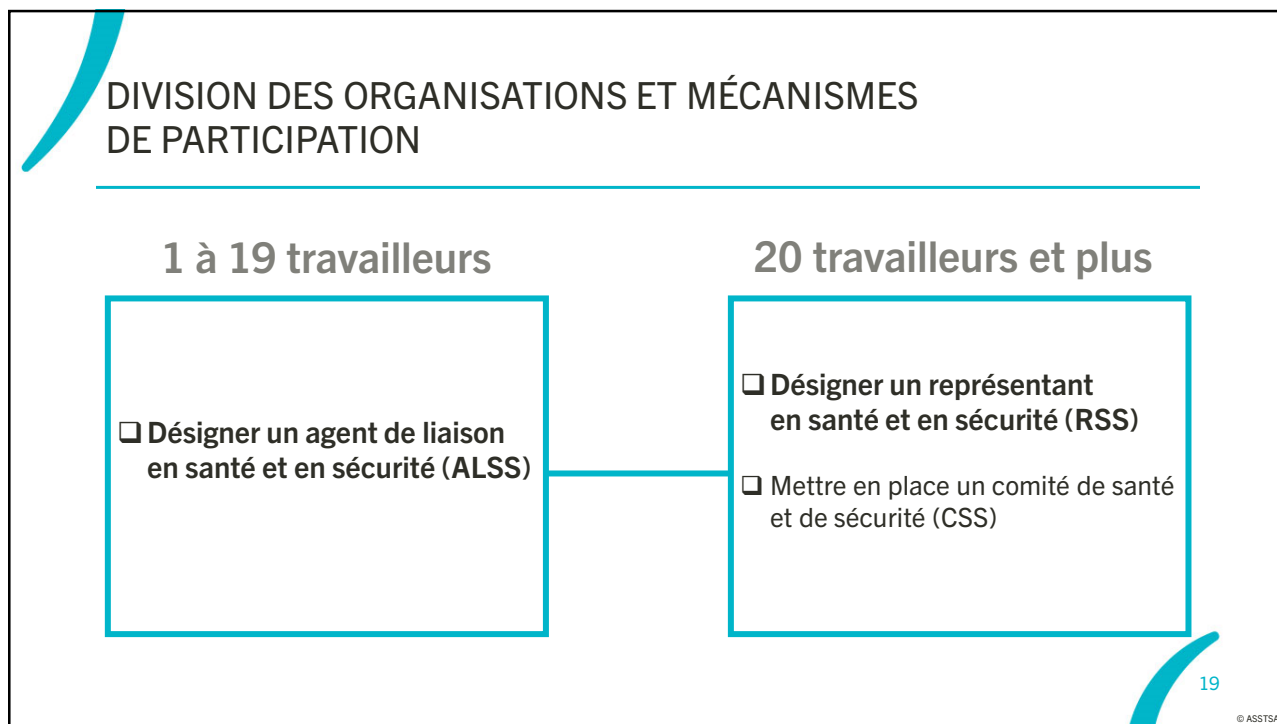 DIVISION DES ORGANISATIONS ET MÉCANISMES
DE PARTICIPATION
1 à 19 travailleurs
❑ Désigner un agent de liaison
en santé et en sécurité (ALSS)
20 travailleurs et plus
❑ Désigner un représentant
en santé et en sécurité (RSS)
❑ Mettre en place un comité de santé
et de sécurité (CSS)
19
© ASSTSA